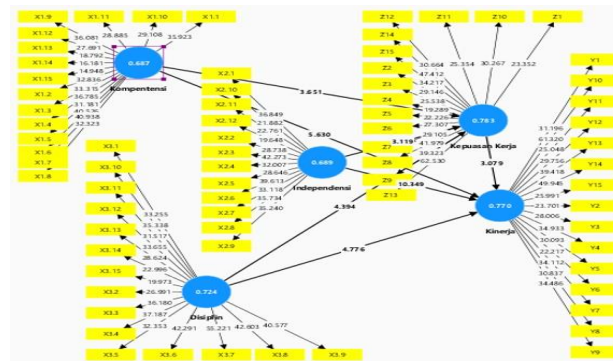 X1.9
X1.11
X1.10
X1.1
X1.12
X1.13
X1.14
X1.15
X1.2
X1.3
X1.4
X1.5
X1.6
X1.7
X1.8
36.081
28.885
29.108
35.923
27.691
18.792
16.181
14.948
32.836
33.315
36.785
31.181
40.938
32.323
0.687
Kompentensi
3.651
5.630
X2.1
X2.10
X2.11
X2.12
X2.2
X2.3
X2.4
X2.5
X2.6
X2.7
X2.8
X2.9
36.849
21.882
22.761
19.648
28.738
42.273
32.007
28.646
39.613
33.118
35.734
35.240
0.689
Independensi
3.119
10.349
Z12
Z11
Z10
Z1
Z14
Z15
Z2
Z3
Z4
Z5
Z6
Z7
Z8
Z9
Z13
30.664
25.354
30.267
23.352
47.412
34.217
29.146
25.538
19.289
22.226
27.307
29.105
41.979
39.323
62.530
0.783
Kepuasan Kerja
3.079
X3.1
X3.10
X3.11
X3.12
X3.13
X3.14
X3.15
X3.2
X3.3
X3.4
X3.5
X3.6
X3.7
X3.8
X3.9
33.255
35.338
31.517
33.655
28.624
22.996
19.973
26.991
36.180
37.187
32.353
42.291
55.221
42.603
40.577
0.724
Disiplin
4.394
4.776
Y1
Y10
Y11
Y12
Y13
Y14
Y15
Y2
Y3
Y4
Y5
Y6
Y7
Y8
Y9
31.196
61.320
25.048
29.756
39.418
49.945
25.991
23.701
28.006
34.933
30.093
22.217
34.112
30.837
34.486
0.770
Kinerja